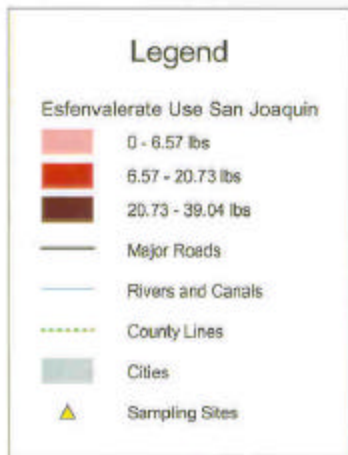 Legend
Esfenvalerate Use San Joaquin
0 - 6.57 lbs
6.57 - 20.73 lbs
20.73 - 39.04 lbs
Major Roads
Rivers and Canals
County Lines
Cities
Sampling Sites